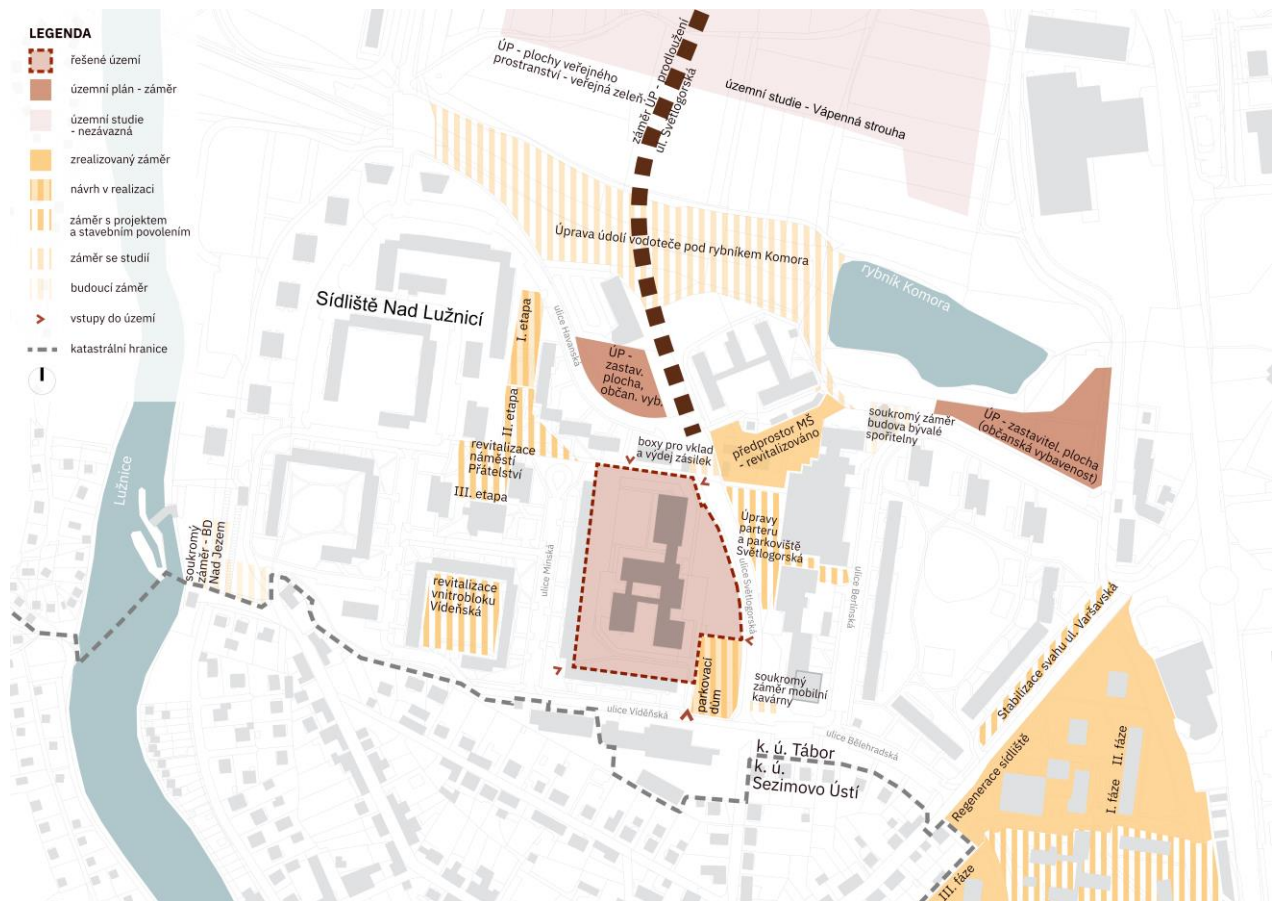 LEGENDA
řešené území
územní plán - záměr
územní studie
- nezávazná
zrealizovaný záměr
návrh v realizaci
záměr s projektem
a stavebním povolením
záměr se studií
budoucí záměr
vstupy do území
katastrální hranice
ÚP - plochy veřejného
prostranství - veřejná zeleň
záměr ÚP - prodloužení
ul. Světlogorská
územní studie - Vápenná strouha
Úprava údolí vodoteče pod rybníkem Komora
rybník Komora
Sídliště Nad Lužnicí
I. etapa
ulice Havanská
ÚP -
zastav.
plocha,
občan. vyb.
II. etapa
revitalizace
náměstí
Přátelství
III. etapa
boxy pro vklad
a výdej zásilek
předprostor MŠ
- revitalizováno
soukromý záměr
budova bývalé
spořitelny
ÚP - zastavitel. plocha
(občanská vybavenost)
Lužnice
soukromý
záměr - BD
Nad Jezem
ulice Minská
Úpravy
parteru
a parkoviště
Světlogorská
ulice Světlogorská
ulice Berlínská
revitalizace
vnitrobloku
Vídeňská
parkovací
dům
soukromý
záměr mobilní
kavárny
ulice Vídeňská
ulice Bělehradská
Stabilizace svahu ul. Varšavská
Regenerace sídliště
I. fáze
II. fáze
III. fáze
k. ú. Tábor
k. ú.
Sezimovo Ústí